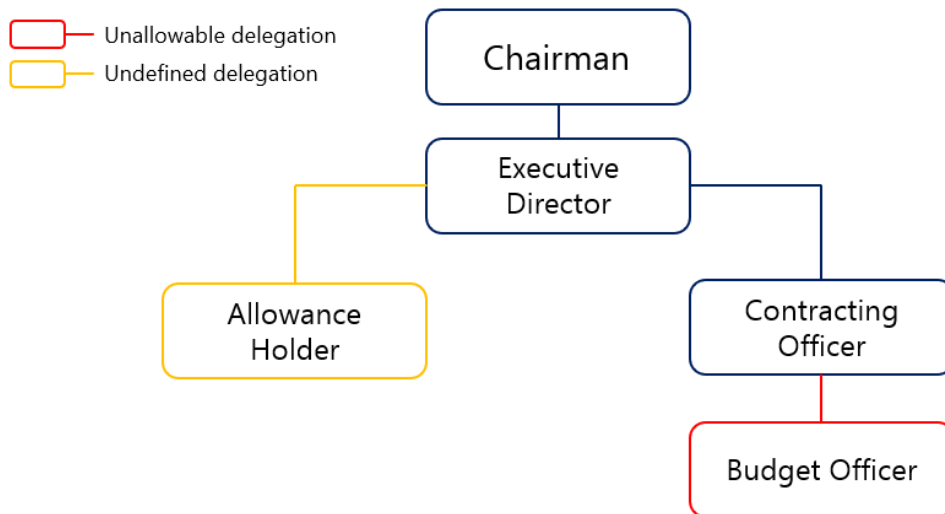 Unallowable delegation
Undefined delegation
Chairman
Executive
Director
Allowance
Holder
Contracting
Officer
Budget Officer